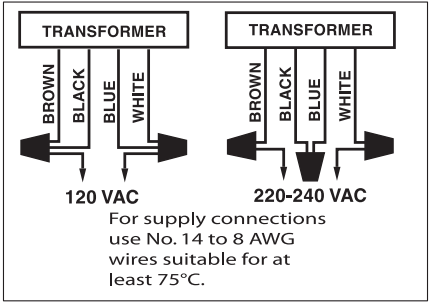 TRANSFORMER TRANSFORMER
BROWN BLACK BLUE WHITE BROWN BLACK BLUE WHITE
120 VAC 220-240 VAC
For supply connections
use No. 14 to 8 AWG
wires suitable for at
least 75°C.